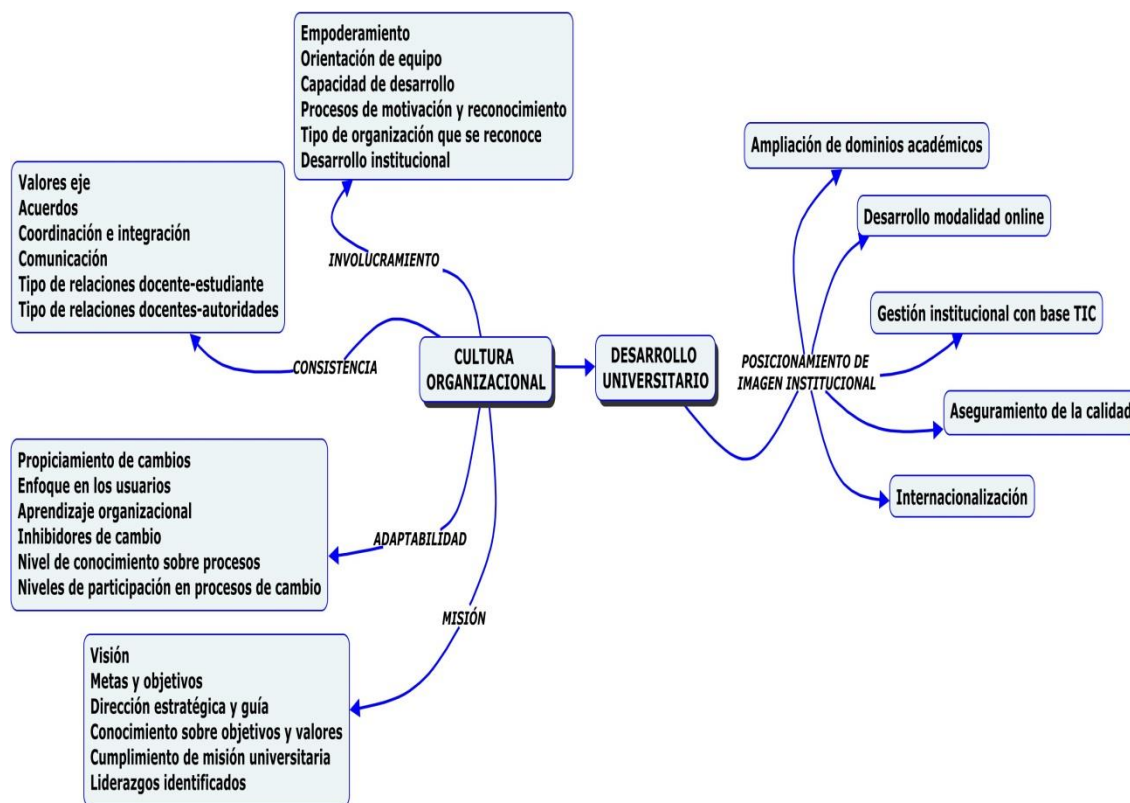 Empoderamiento
Orientación de equipo
Capacidad de desarrollo
Procesos de motivación y reconocimiento
Tipo de organización que se reconoce
Desarrollo institucional
Valores eje
Acuerdos
Coordinación e integración
Comunicación
Tipo de relaciones docente-estudiante
Tipo de relaciones docentes-autoridades
INVOLUCRAMIENTO
CONSISTENCIA
CULTURA
ORGANIZACIONAL
DESARROLLO
UNIVERSITARIO
POSICIONAMIENTO DE
IMAGEN INSTITUCIONAL
Ampliación de dominios académicos
Desarrollo modalidad online
Gestión institucional con base TIC
Aseguramiento de la calidad
Internacionalización
Propiciamiento de cambios
Enfoque en los usuarios
Aprendizaje organizacional
Inhibidores de cambio
Nivel de conocimiento sobre procesos
Niveles de participación en procesos de cambio
ADAPTABILIDAD
MISIÓN
Visión
Metas y objetivos
Dirección estratégica y guía
Conocimiento sobre objetivos y valores
Cumplimiento de misión universitaria
Liderazgos identificados